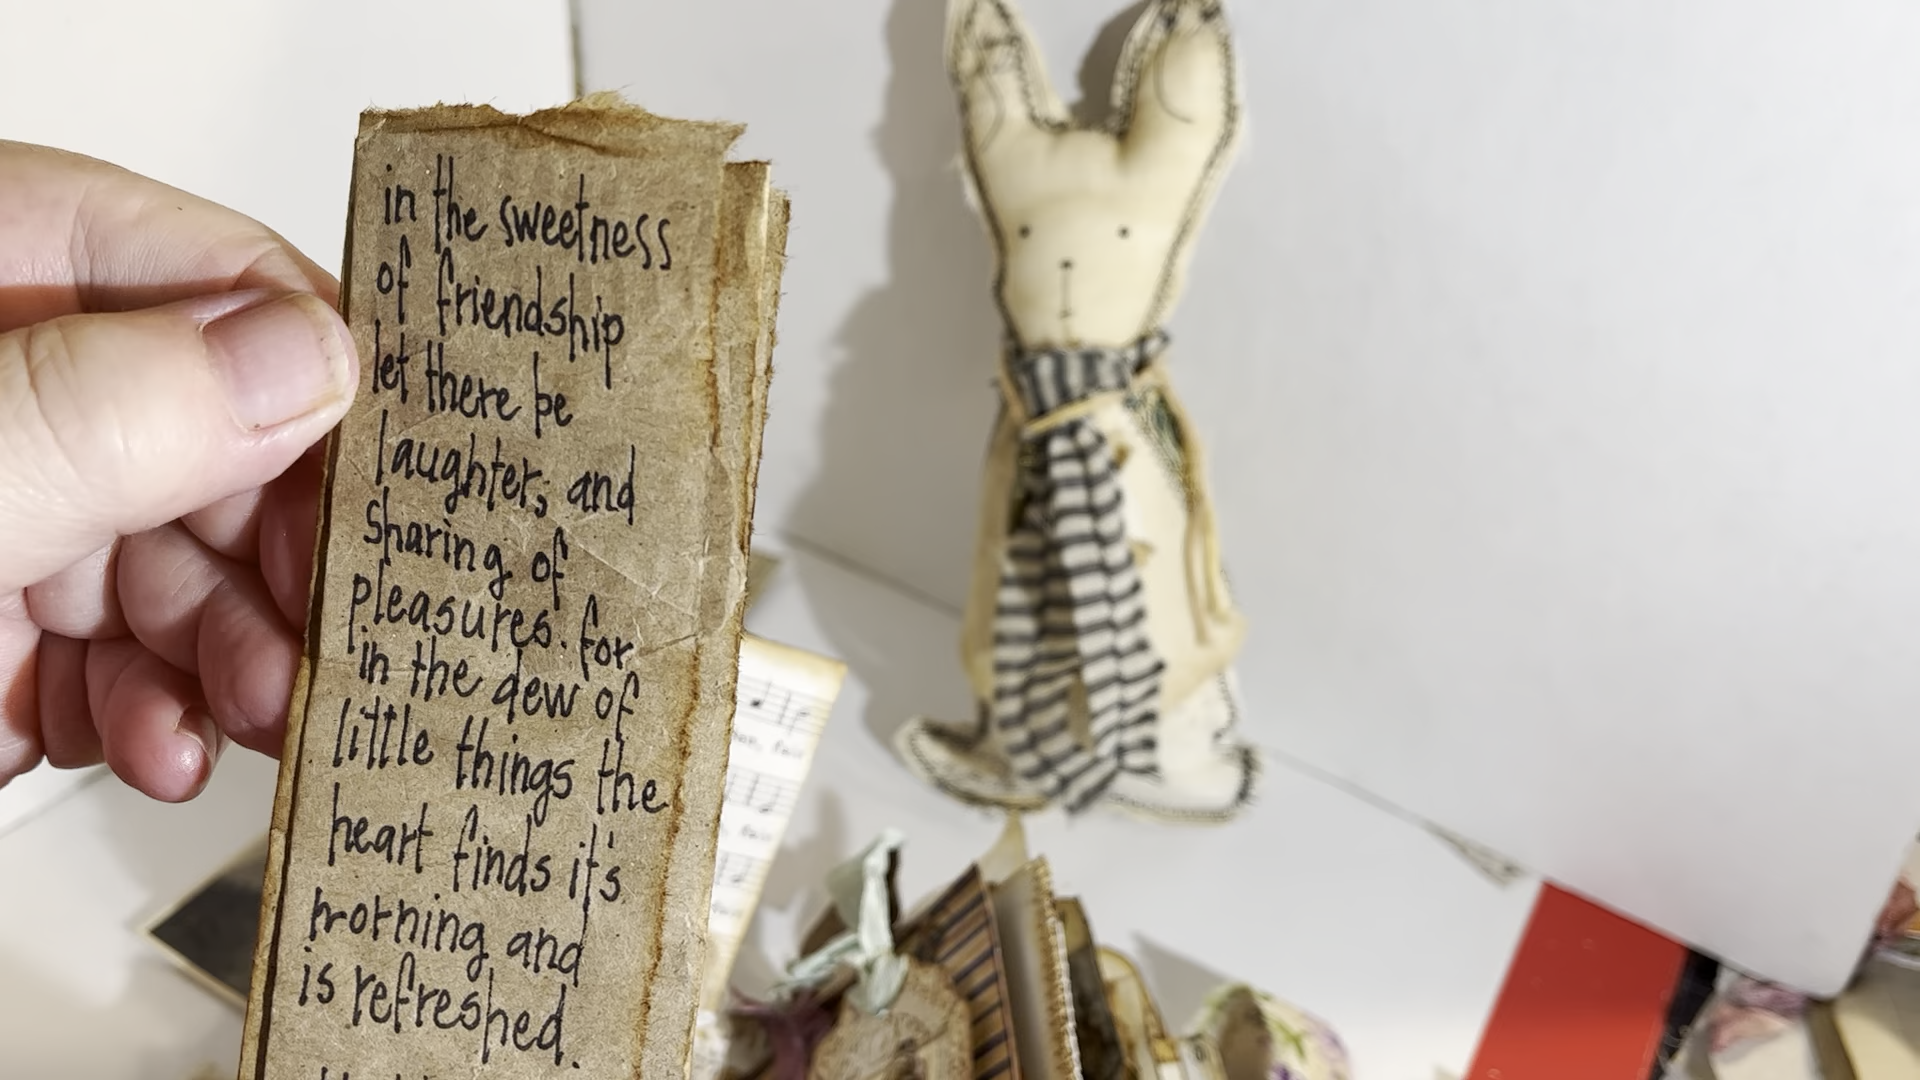 in the sweetness
of friendship
let there be
laughter, and
sharing of
pleasures. for
in the dew of
little things the
heart finds it's
morning and
is refreshed.